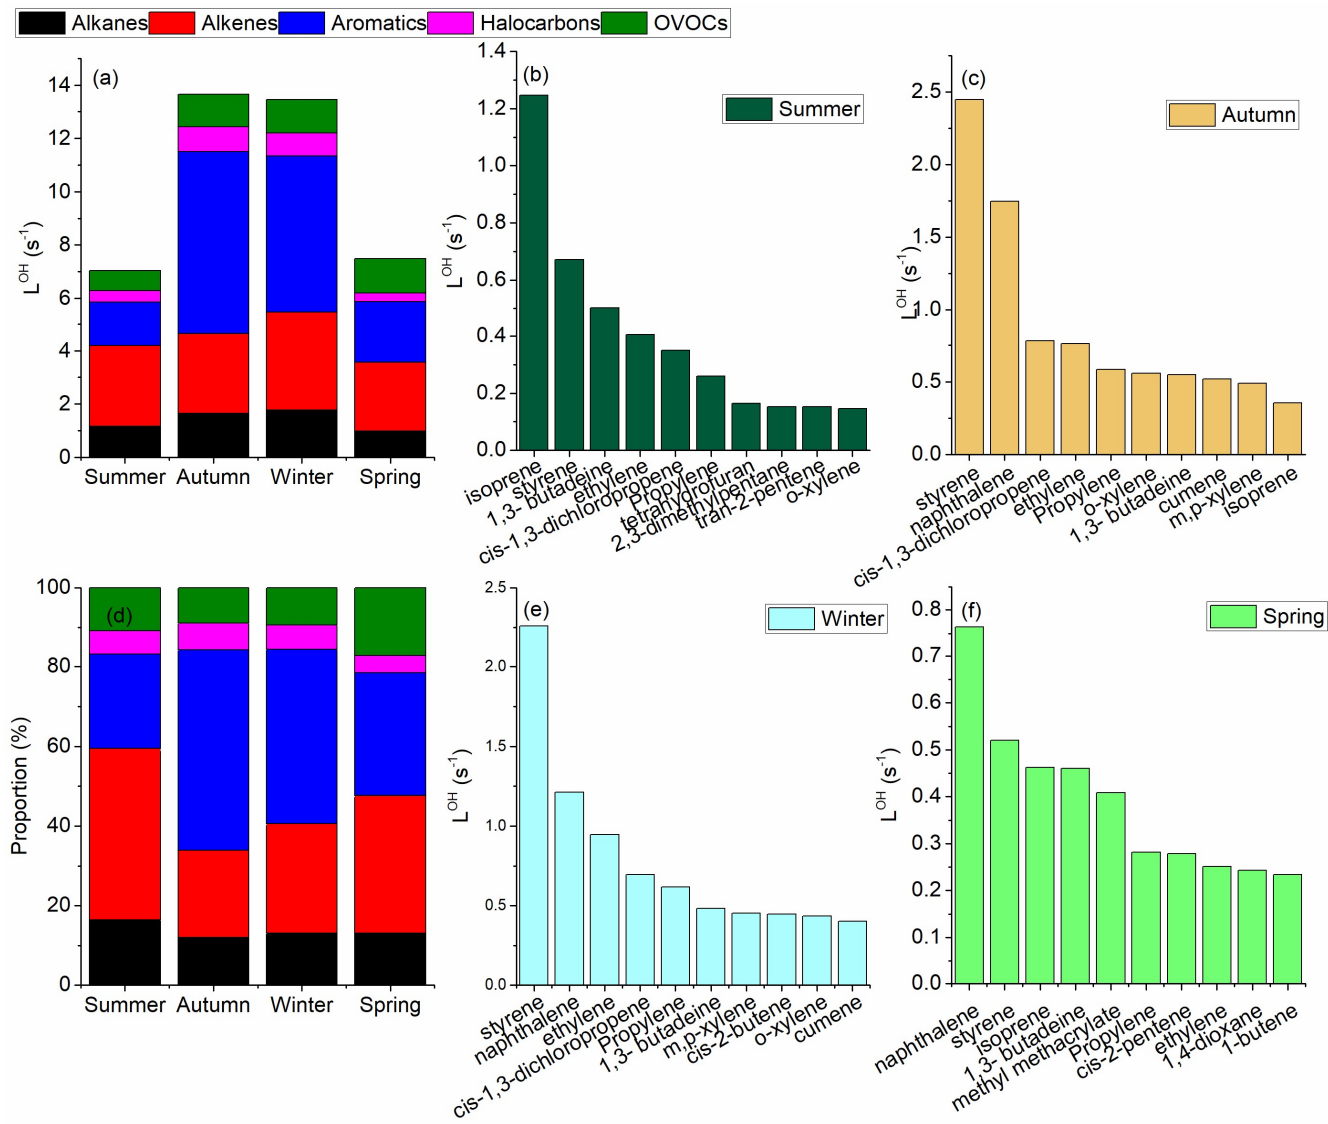 Alkanes Alkenes Aromatics Halocarbons OVOCs
(a)
14
12
10
8
6
4
2
0
L^OH (s^-1)
Summer Autumn Winter Spring
(b)
Summer
1.4
1.2
1.0
0.8
0.6
0.4
0.2
0.0
L^OH (s^-1)
isoprene
styrene
1,3- butadeine
ethylene
cis-1,3-dichloropropene
Propylene
tetrahydrofuran
2,3-dimethylpentane
tran-2-pentene
o-xylene
(c)
Autumn
2.5
2.0
1.5
1.0
0.5
0.0
L^OH (s^-1)
styrene
naphthalene
cis-1,3-dichloropropene
ethylene
Propylene
o-xylene
1,3- butadeine
cumene
m,p-xylene
isoprene
(d)
100
80
60
40
20
0
Proportion (%)
Summer Autumn Winter Spring
(e)
Winter
2.5
2.0
1.5
1.0
0.5
0.0
L^OH (s^-1)
styrene
naphthalene
ethylene
cis-1,3-dichloropropene
Propylene
1,3- butadeine
m,p-xylene
cis-2-butene
o-xylene
cumene
(f)
Spring
0.8
0.7
0.6
0.5
0.4
0.3
0.2
0.1
0.0
L^OH (s^-1)
naphthalene
styrene
isoprene
1,3- butadeine
methyl methacrylate
Propylene
cis-2-pentene
ethylene
1,4-dioxane
1-butene